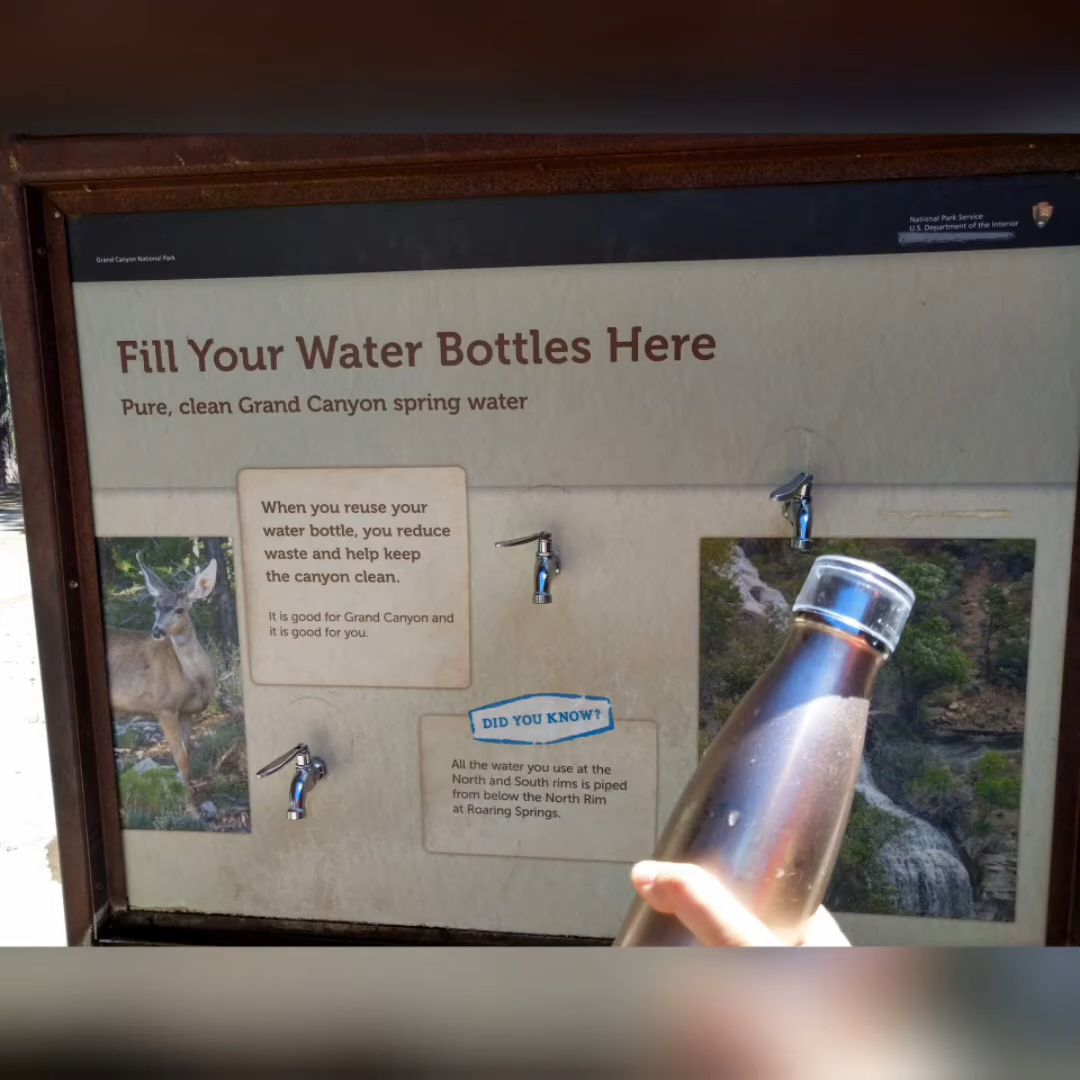 National Park Service
U.S. Department of the Interior
Grand Canyon National Park
Fill Your Water Bottles Here
Pure, clean Grand Canyon spring water
When you reuse your
water bottle, you reduce
waste and help keep
the canyon clean.
It is good for Grand Canyon and
it is good for you.
DID YOU KNOW?
All the water you use at the
North and South rims is piped
from below the North Rim
at Roaring Springs.